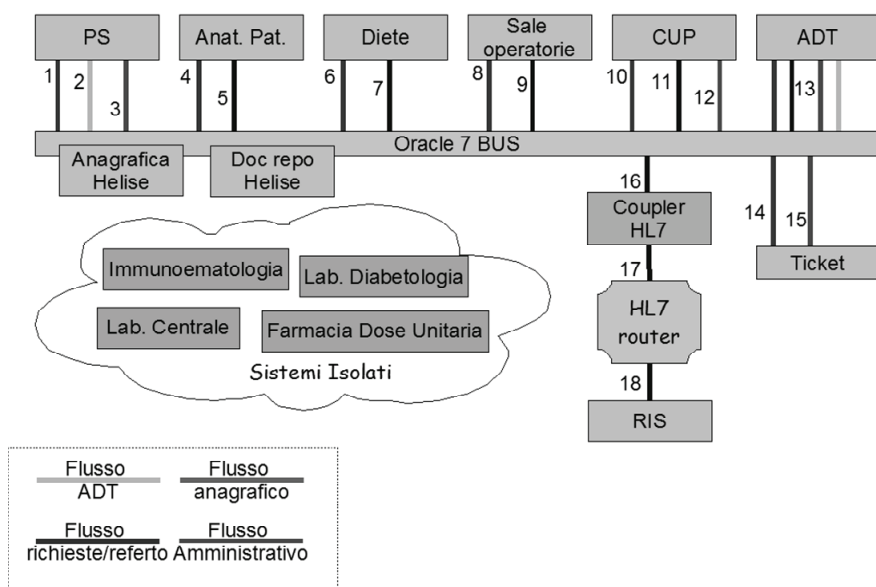 PS
Anat. Pat.
Diete
Sale
operatorie
CUP
ADT
1
2
3
4
5
6
7
8
9
10
11
12
13
Oracle 7 BUS
Anagrafica
Helise
Doc repo
Helise
16
Coupler
HL7
14
15
Ticket
17
HL7
router
18
RIS
Immunoematologia
Lab. Diabetologia
Lab. Centrale
Farmacia Dose Unitaria
Sistemi Isolati
Flusso
ADT
Flusso
anagrafico
Flusso
richieste/referto
Flusso
Amministrativo